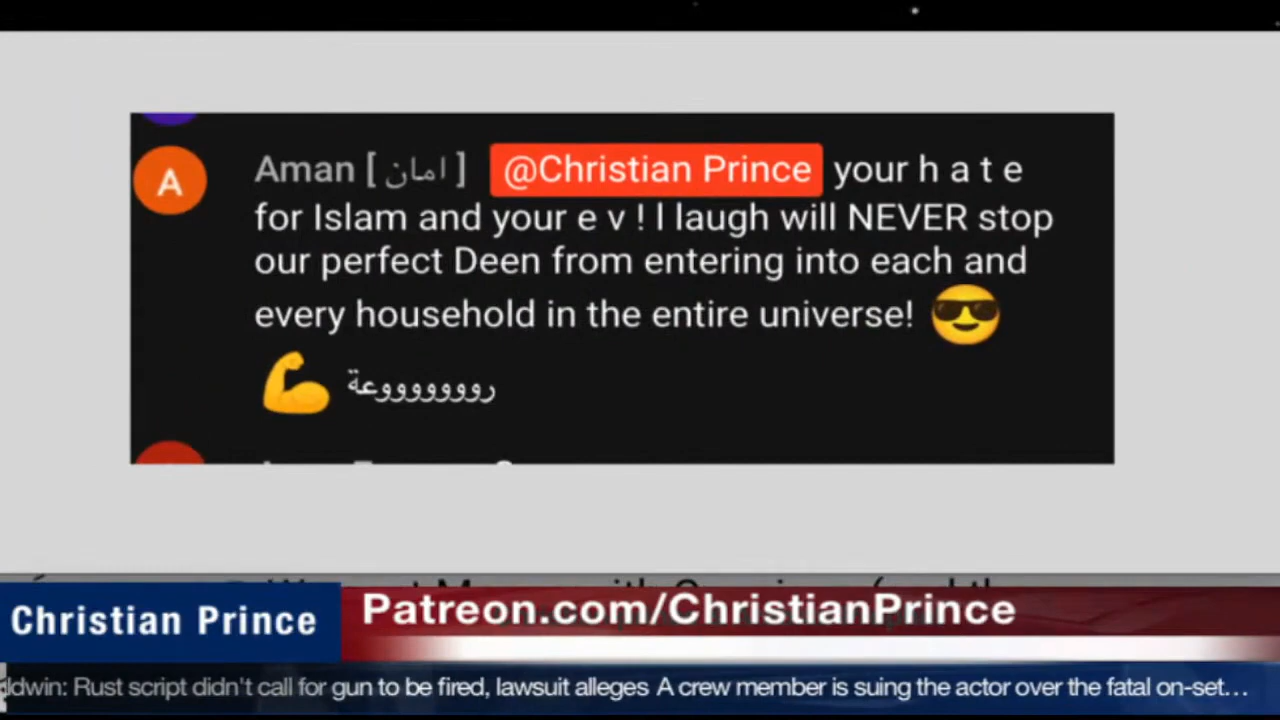 A Aman [ امان ] @Christian Prince your h a t e
for Islam and your e v ! l laugh will NEVER stop
our perfect Deen from entering into each and
every household in the entire universe! 😎
💪 روووووووعة
Christian Prince
Patreon.com/ChristianPrince
ldwin: Rust script didn't call for gun to be fired, lawsuit alleges A crew member is suing the actor over the fatal on-set…